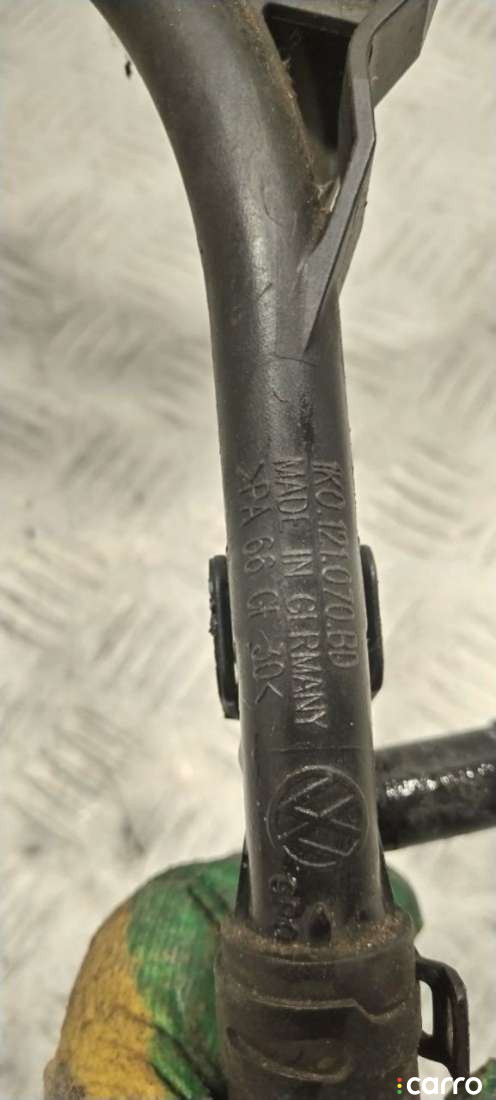 1K0.121.070.BD
MADE IN GERMANY
>PA 66 GF 30<
carro